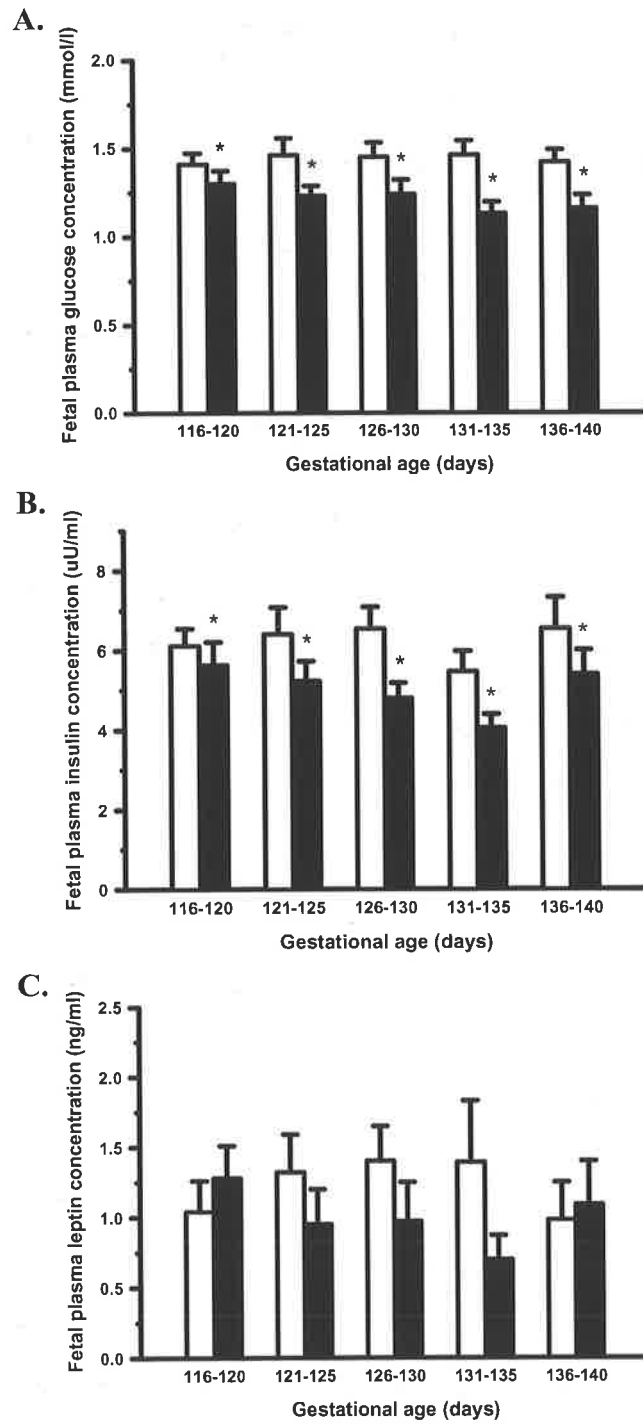 A.
Fetal plasma glucose concentration (mmol/l)
2.0
1.5
1.0
0.5
0.0
* * * * *
116-120 121-125 126-130 131-135 136-140
Gestational age (days)
B.
Fetal plasma insulin concentration (uU/ml)
8
6
4
2
0
* * * * *
116-120 121-125 126-130 131-135 136-140
Gestational age (days)
C.
Fetal plasma leptin concentration (ng/ml)
2.5
2.0
1.5
1.0
0.5
0.0
116-120 121-125 126-130 131-135 136-140
Gestational age (days)